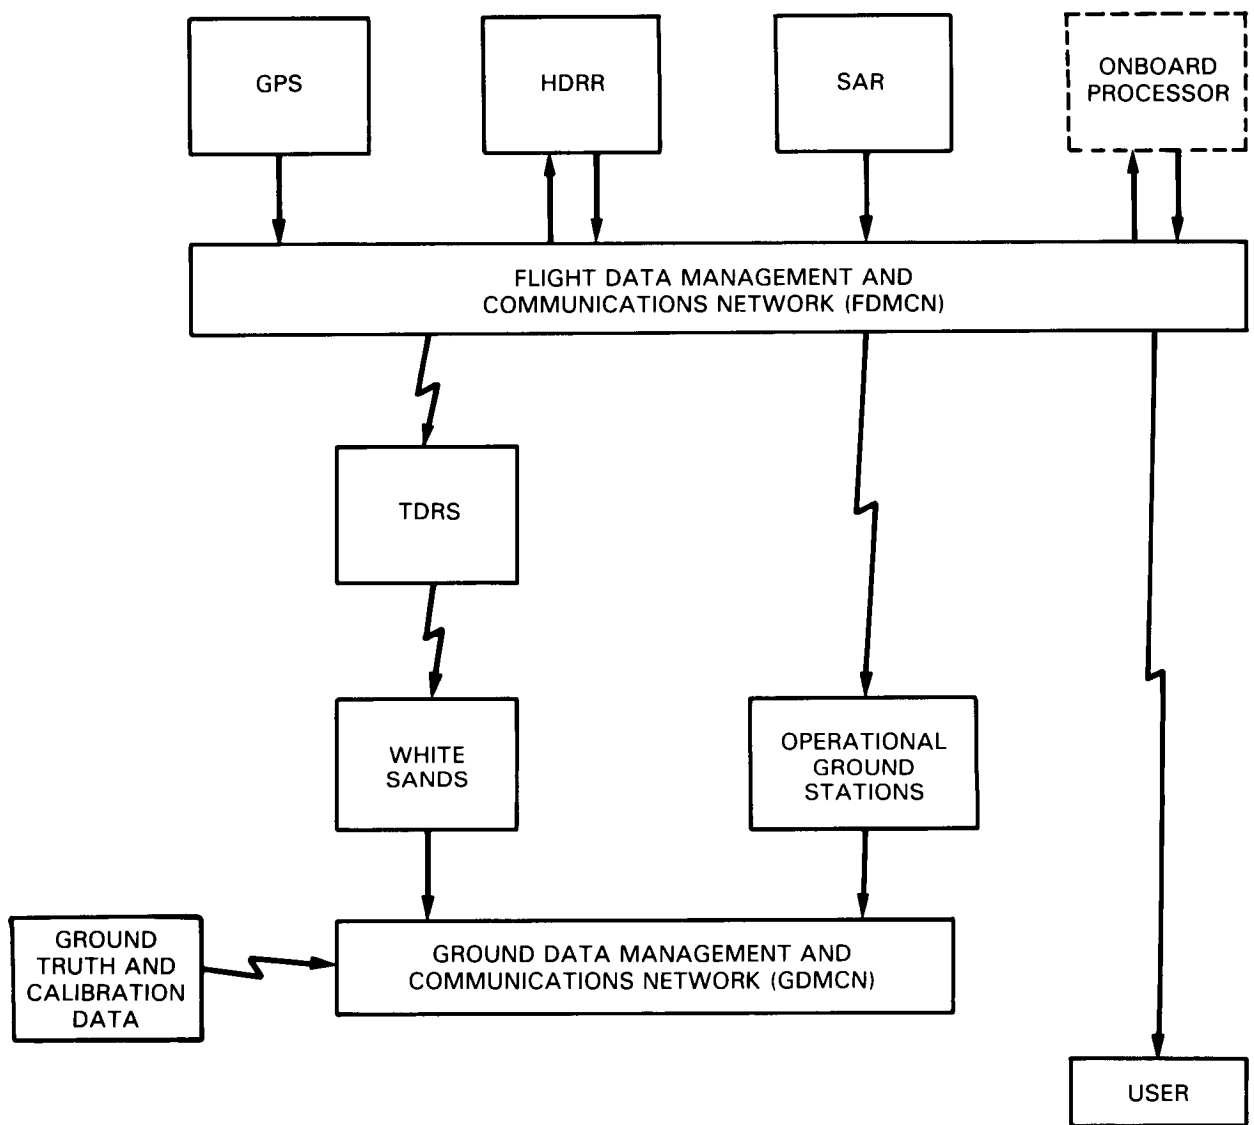 GPS
HDRR
SAR
ONBOARD
PROCESSOR
FLIGHT DATA MANAGEMENT AND
COMMUNICATIONS NETWORK (FDMCN)
TDRS
WHITE
SANDS
OPERATIONAL
GROUND
STATIONS
GROUND
TRUTH AND
CALIBRATION
DATA
GROUND DATA MANAGEMENT AND
COMMUNICATIONS NETWORK (GDMCN)
USER